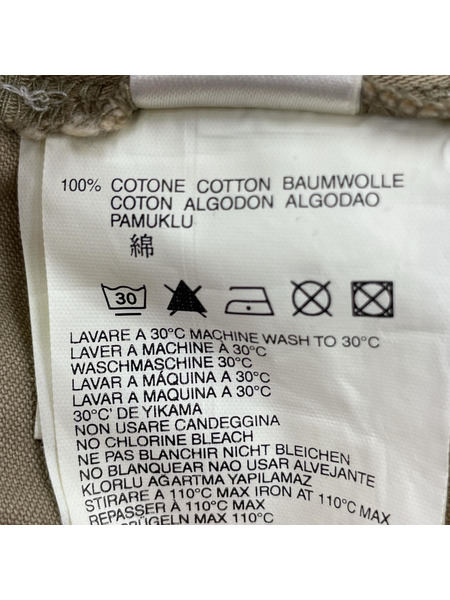 100% COTONE COTTON BAUMWOLLE
COTON ALGODON ALGODAO
PAMUKLU
綿
30
LAVARE A 30°C MACHINE WASH TO 30°C
LAVER A MACHINE À 30°C
WASCHMASCHINE 30°C
LAVAR A MÁQUINA A 30°C
LAVAR A MAQUINA A 30°C
30°C' DE YIKAMA
NON USARE CANDEGGINA
NO CHLORINE BLEACH
NE PAS BLANCHIR NICHT BLEICHEN
NO BLANQUEAR NAO USAR ALVEJANTE
KLORLU AĞARTMA YAPILAMAZ
STIRARE A 110°C MAX IRON AT 110°C MAX
REPASSER À 110°C MAX
MAX 110°C